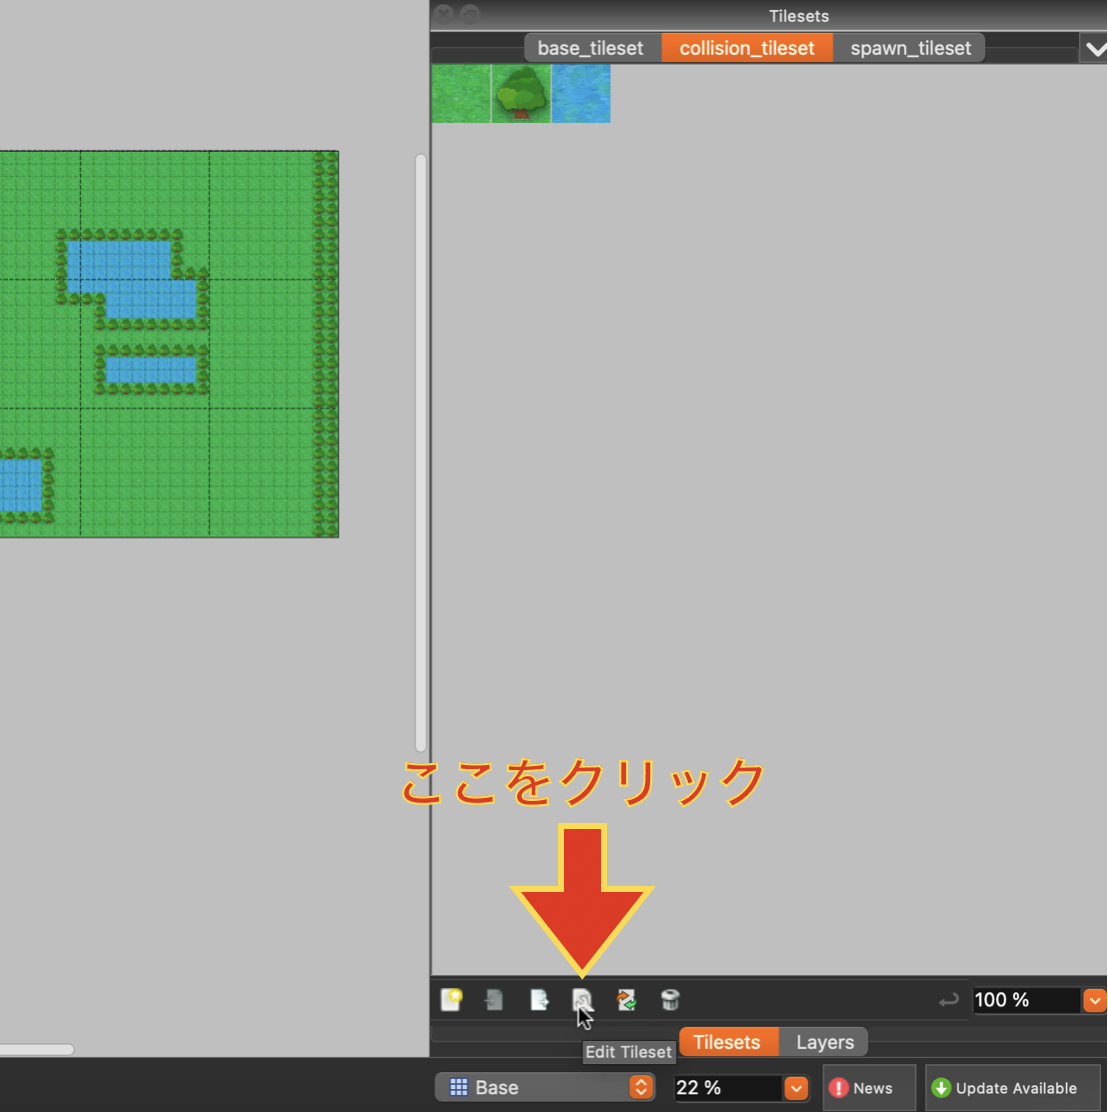 Tilesets
base_tileset collision_tileset spawn_tileset
ここをクリック
100 %
Edit Tileset
Tilesets Layers
Base 22 % News Update Available